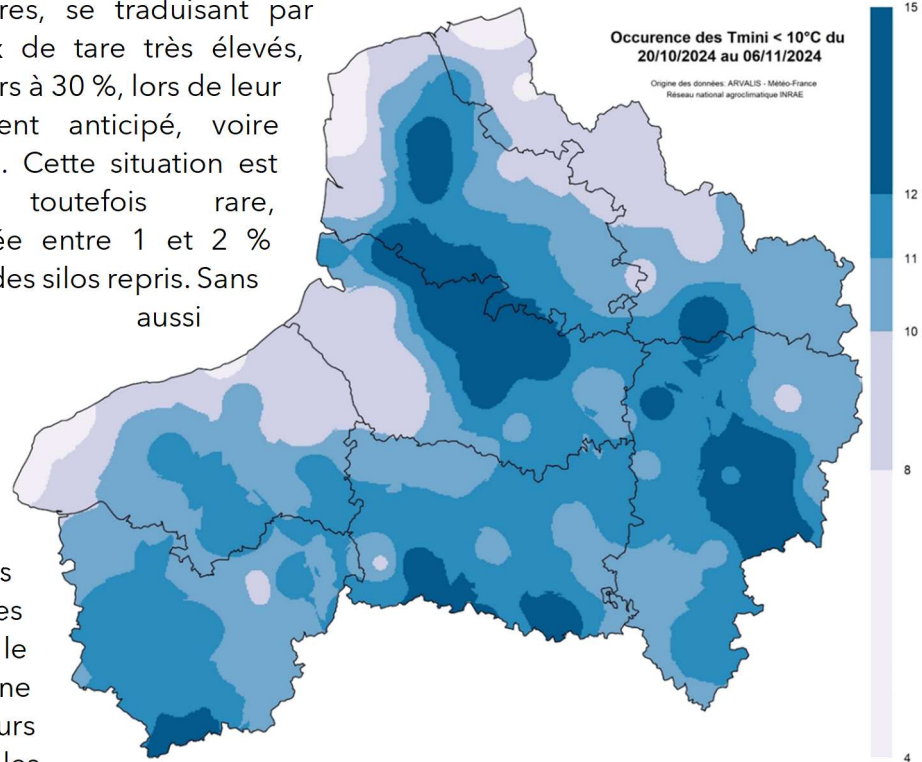 res, se traduisant par
de tare très élevés,
rs à 30 %, lors de leur
ent anticipé, voire
. Cette situation est
toutefois rare,
ée entre 1 et 2 %
des silos repris. Sans
aussi
s
es
le
ne
urs
Occurence des Tmini < 10°C du
20/10/2024 au 06/11/2024
Origine des données: ARVALIS - Météo-France
Réseau national agroclimatique INRAE
15
12
11
10
8
4